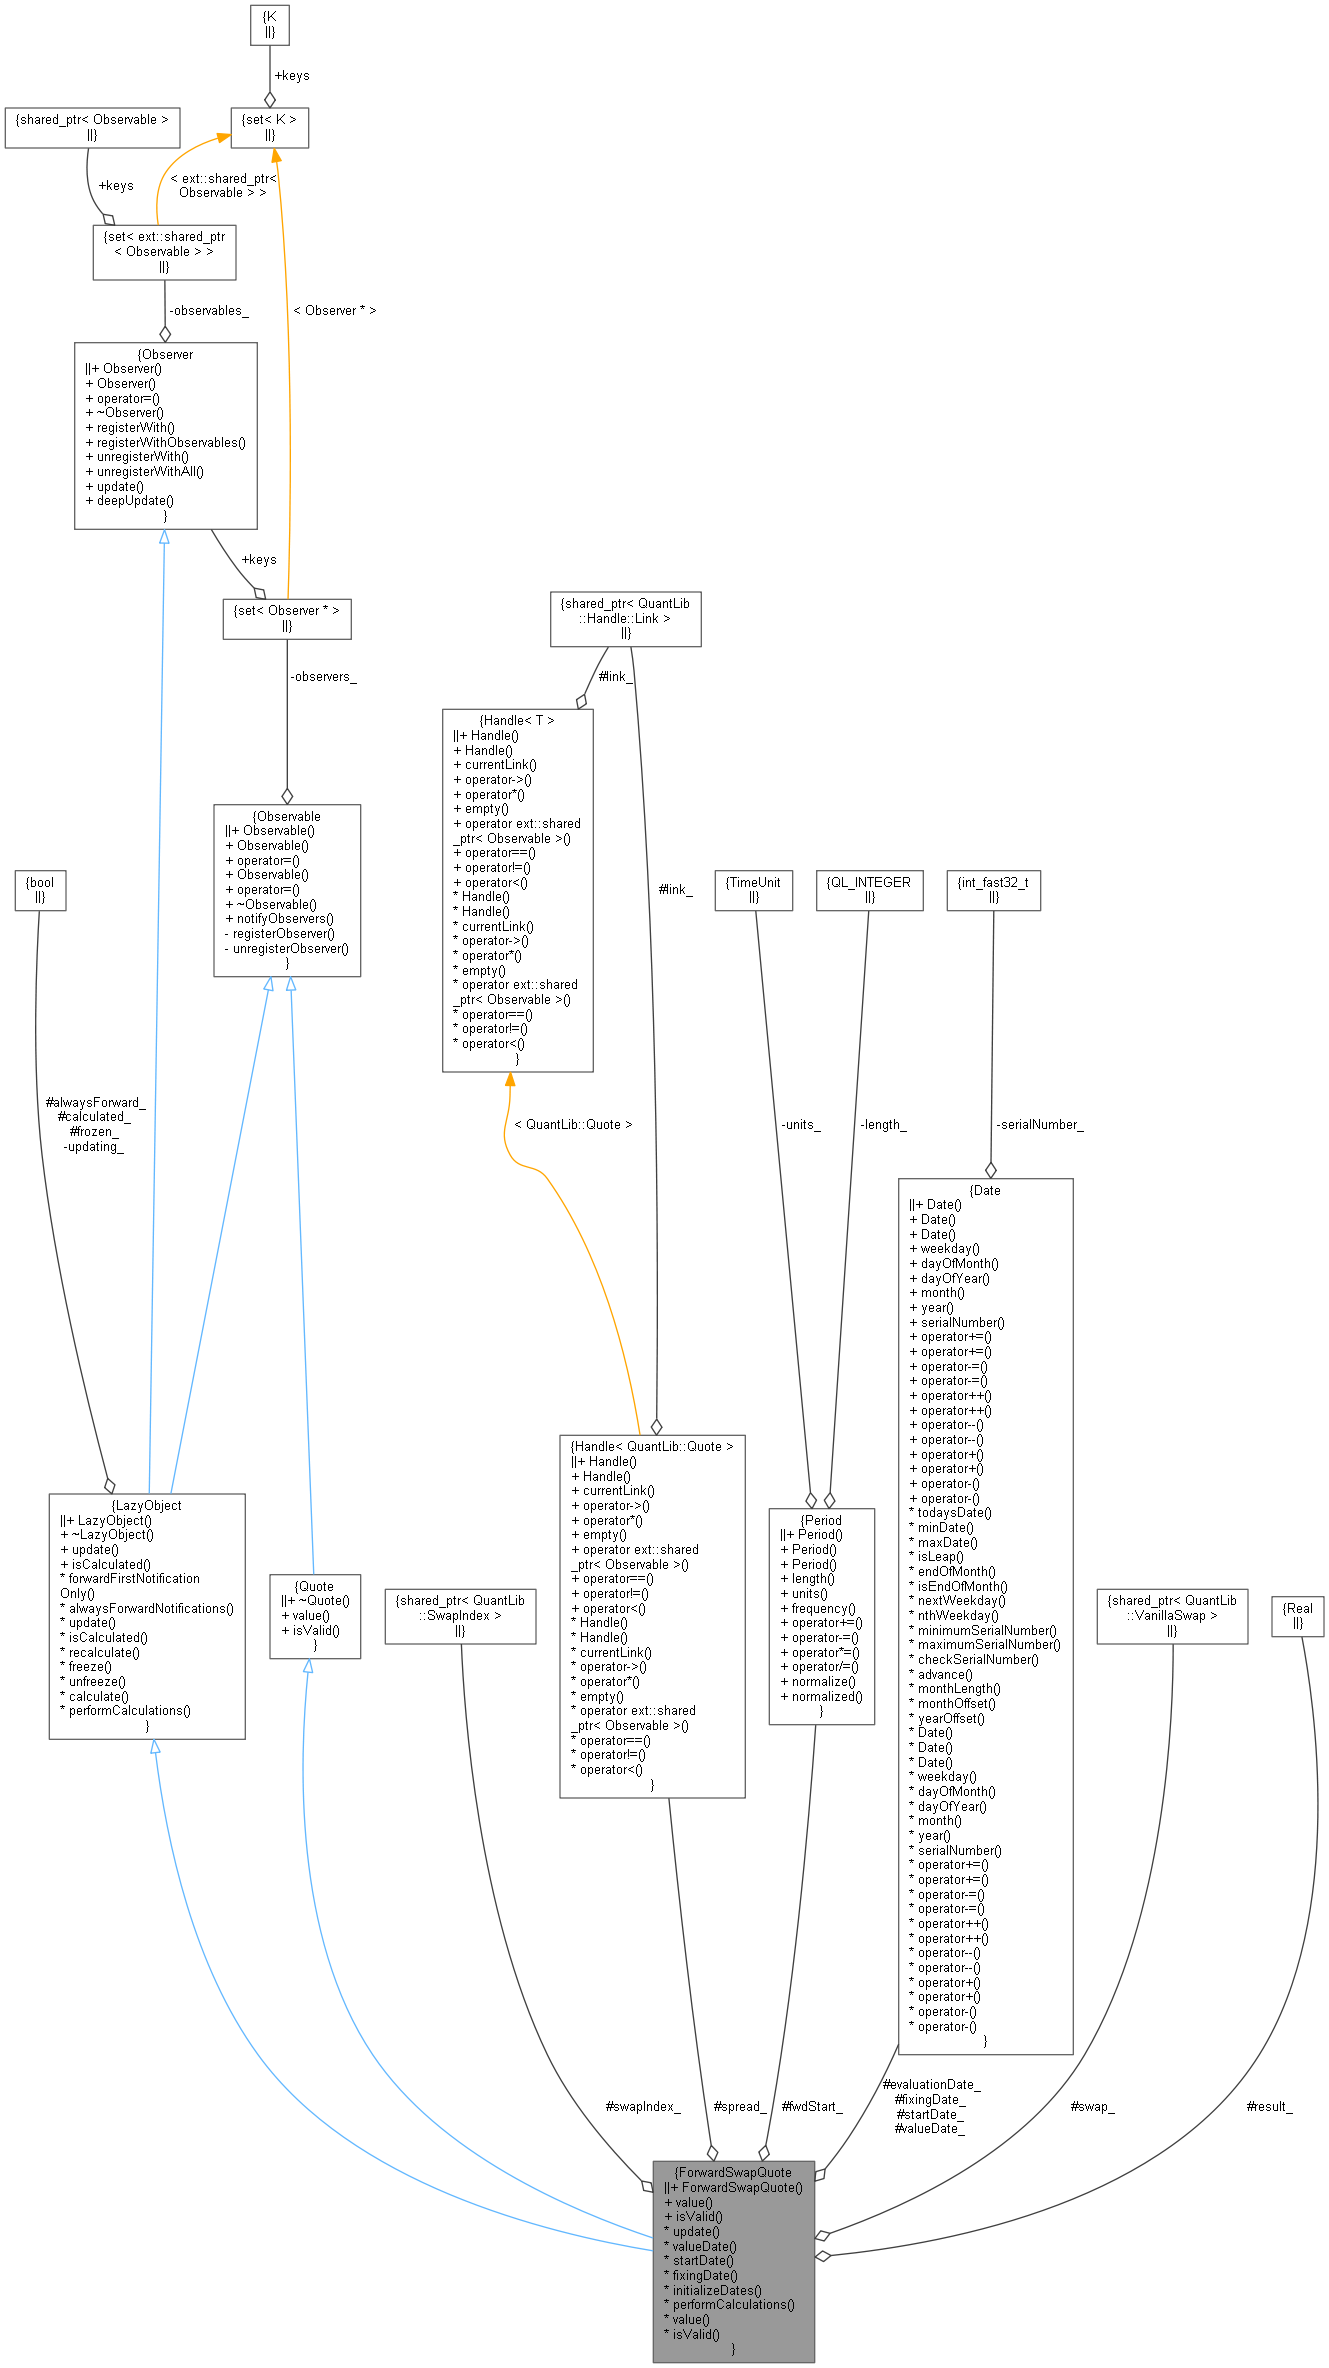 {K
||}
+keys
{shared_ptr< Observable >
||}
{set< K >
||}
+keys
< ext::shared_ptr<
Observable > >
{set< ext::shared_ptr
< Observable > >
||}
-observables_
< Observer * >
{Observer
||+ Observer()
+ Observer()
+ operator=()
+ ~Observer()
+ registerWith()
+ registerWithObservables()
+ unregisterWith()
+ unregisterWithAll()
+ update()
+ deepUpdate()
}
+keys
{set< Observer * >
||}
-observers_
{shared_ptr< QuantLib
::Handle::Link >
||}
#link_
{Handle< T >
||+ Handle()
+ Handle()
+ currentLink()
+ operator->()
+ operator*()
+ empty()
+ operator ext::shared
_ptr< Observable >()
+ operator==()
+ operator!=()
+ operator<()
* Handle()
* Handle()
* currentLink()
* operator->()
* operator*()
* empty()
* operator ext::shared
_ptr< Observable >()
* operator==()
* operator!=()
* operator<()
}
#link_
{Observable
||+ Observable()
+ Observable()
+ operator=()
+ Observable()
+ operator=()
+ ~Observable()
+ notifyObservers()
- registerObserver()
- unregisterObserver()
}
{bool
||}
{TimeUnit
||}
{QL_INTEGER
||}
{int_fast32_t
||}
#alwaysForward_
#calculated_
#frozen_
-updating_
< QuantLib::Quote >
-units_
-length_
-serialNumber_
{Date
||+ Date()
+ Date()
+ Date()
+ weekday()
+ dayOfMonth()
+ dayOfYear()
+ month()
+ year()
+ serialNumber()
+ operator+=()
+ operator+=()
+ operator-=()
+ operator-=()
+ operator++()
+ operator++()
+ operator--()
+ operator--()
+ operator+()
+ operator+()
+ operator-()
+ operator-()
* todaysDate()
* minDate()
* maxDate()
* isLeap()
* endOfMonth()
* isEndOfMonth()
* nextWeekday()
* nthWeekday()
* minimumSerialNumber()
* maximumSerialNumber()
* checkSerialNumber()
* advance()
* monthLength()
* monthOffset()
* yearOffset()
* Date()
* Date()
* Date()
* weekday()
* dayOfMonth()
* dayOfYear()
* month()
* year()
* serialNumber()
* operator+=()
* operator+=()
* operator-=()
* operator-=()
* operator++()
* operator++()
* operator--()
* operator--()
* operator+()
* operator+()
* operator-()
* operator-()
}
{LazyObject
||+ LazyObject()
+ ~LazyObject()
+ update()
+ isCalculated()
* forwardFirstNotification
Only()
* alwaysForwardNotifications()
* update()
* isCalculated()
* recalculate()
* freeze()
* unfreeze()
* calculate()
* performCalculations()
}
{Quote
||+ ~Quote()
+ value()
+ isValid()
}
{shared_ptr< QuantLib
::SwapIndex >
||}
{Handle< QuantLib::Quote >
||+ Handle()
+ Handle()
+ currentLink()
+ operator->()
+ operator*()
+ empty()
+ operator ext::shared
_ptr< Observable >()
+ operator==()
+ operator!=()
+ operator<()
* Handle()
* Handle()
* currentLink()
* operator->()
* operator*()
* empty()
* operator ext::shared
_ptr< Observable >()
* operator==()
* operator!=()
* operator<()
}
{Period
||+ Period()
+ Period()
+ Period()
+ length()
+ units()
+ frequency()
+ operator+=()
+ operator-=()
+ operator*=()
+ operator/=()
+ normalize()
+ normalized()
}
{shared_ptr< QuantLib
::VanillaSwap >
||}
{Real
||}
#swapIndex_
#spread_
#fwdStart_
#evaluationDate_
#fixingDate_
#startDate_
#valueDate_
#swap_
#result_
{ForwardSwapQuote
||+ ForwardSwapQuote()
+ value()
+ isValid()
* update()
* valueDate()
* startDate()
* fixingDate()
* initializeDates()
* performCalculations()
* value()
* isValid()
}